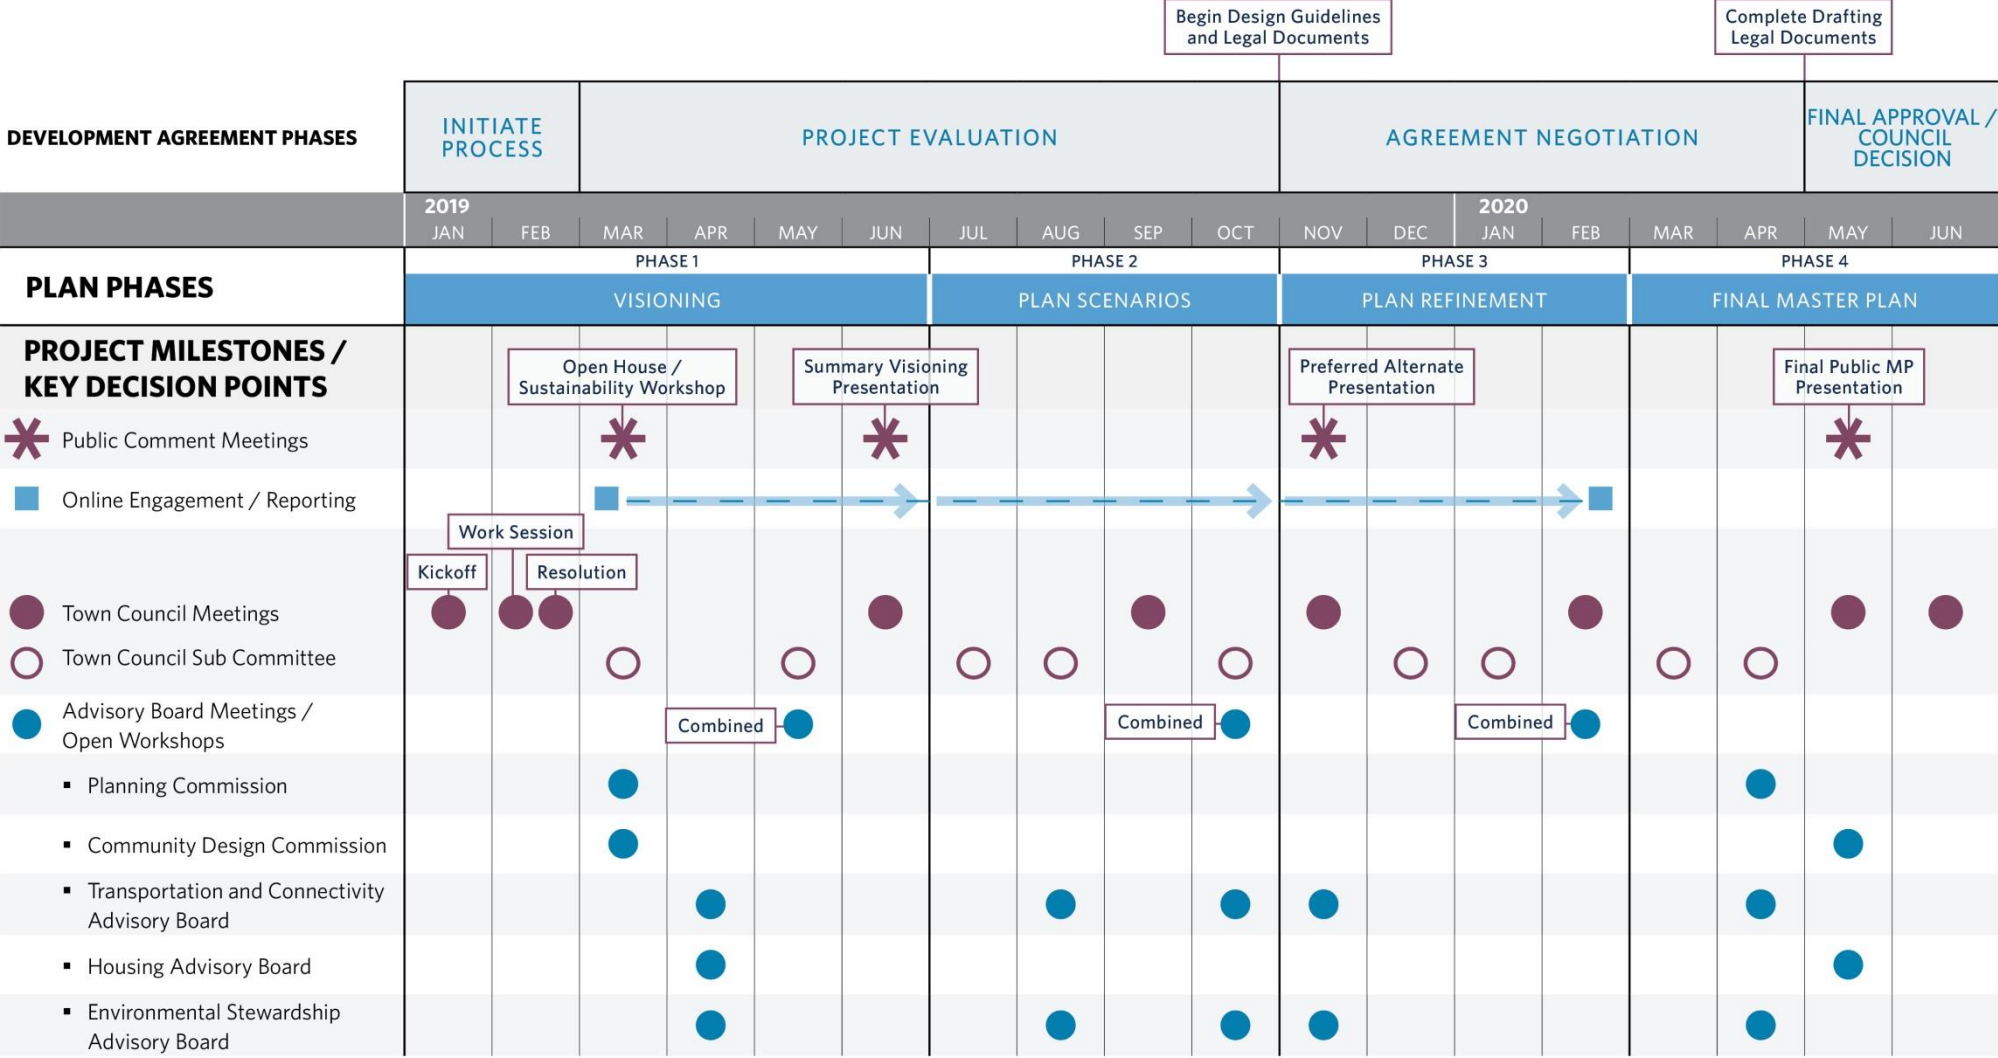 Begin Design Guidelines
and Legal Documents
Complete Drafting
Legal Documents
DEVELOPMENT AGREEMENT PHASES
INITIATE
PROCESS
PROJECT EVALUATION
AGREEMENT NEGOTIATION
FINAL APPROVAL /
COUNCIL
DECISION
2019
2020
JAN FEB MAR APR MAY JUN JUL AUG SEP OCT NOV DEC JAN FEB MAR APR MAY JUN
PLAN PHASES
PHASE 1 PHASE 2 PHASE 3 PHASE 4
VISIONING PLAN SCENARIOS PLAN REFINEMENT FINAL MASTER PLAN
PROJECT MILESTONES /
KEY DECISION POINTS
Open House /
Sustainability Workshop
Summary Visioning
Presentation
Preferred Alternate
Presentation
Final Public MP
Presentation
Public Comment Meetings
Online Engagement / Reporting
Work Session
Kickoff
Resolution
Town Council Meetings
Town Council Sub Committee
Advisory Board Meetings /
Open Workshops
Combined
Combined
Combined
Planning Commission
Community Design Commission
Transportation and Connectivity
Advisory Board
Housing Advisory Board
Environmental Stewardship
Advisory Board